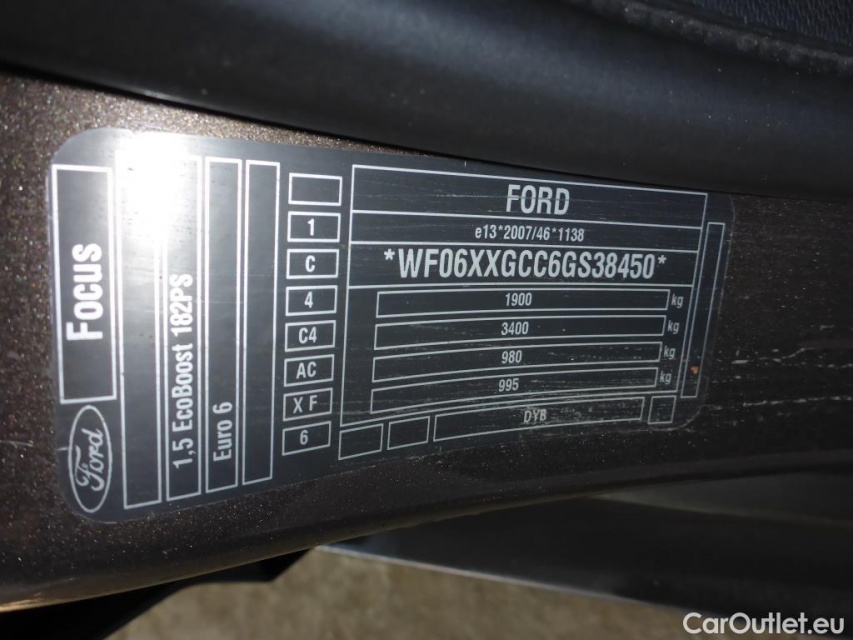 Focus
1,5 EcoBoost 182PS
Euro 6
Ford
1
C
4
C4
AC
X F
6
FORD
e13*2007/46*1138
*WF06XXGCC6GS38450*
1900 kg
3400 kg
980 kg
995 kg
DYB
CarOutlet.eu